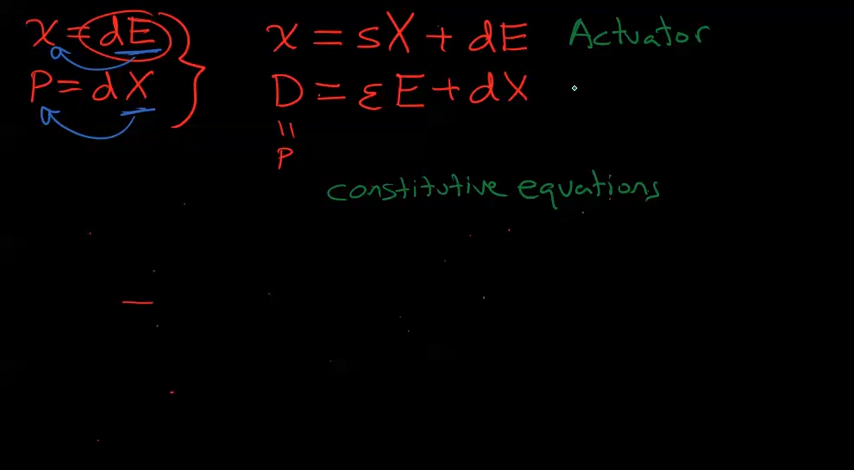 x = dE
P = dX
x = sX + dE Actuator
D = εE + dX
=
P
constitutive equations